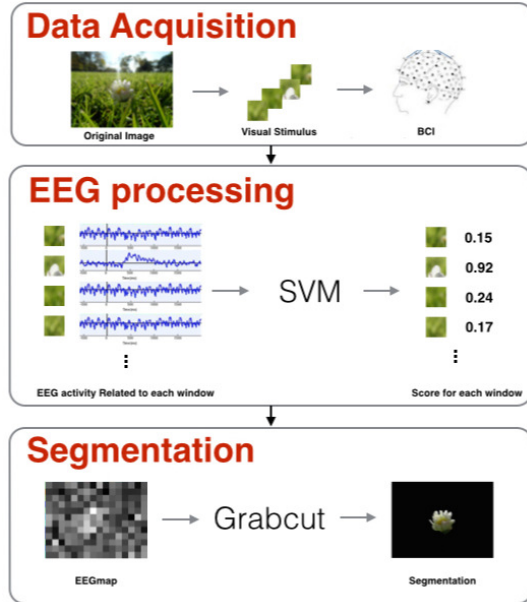 Data Acquisition
Original Image
Visual Stimulus
BCI
EEG processing
SVM
0.15
0.92
0.24
0.17
EEG activity Related to each window
Score for each window
Segmentation
Grabcut
EEGmap
Segmentation